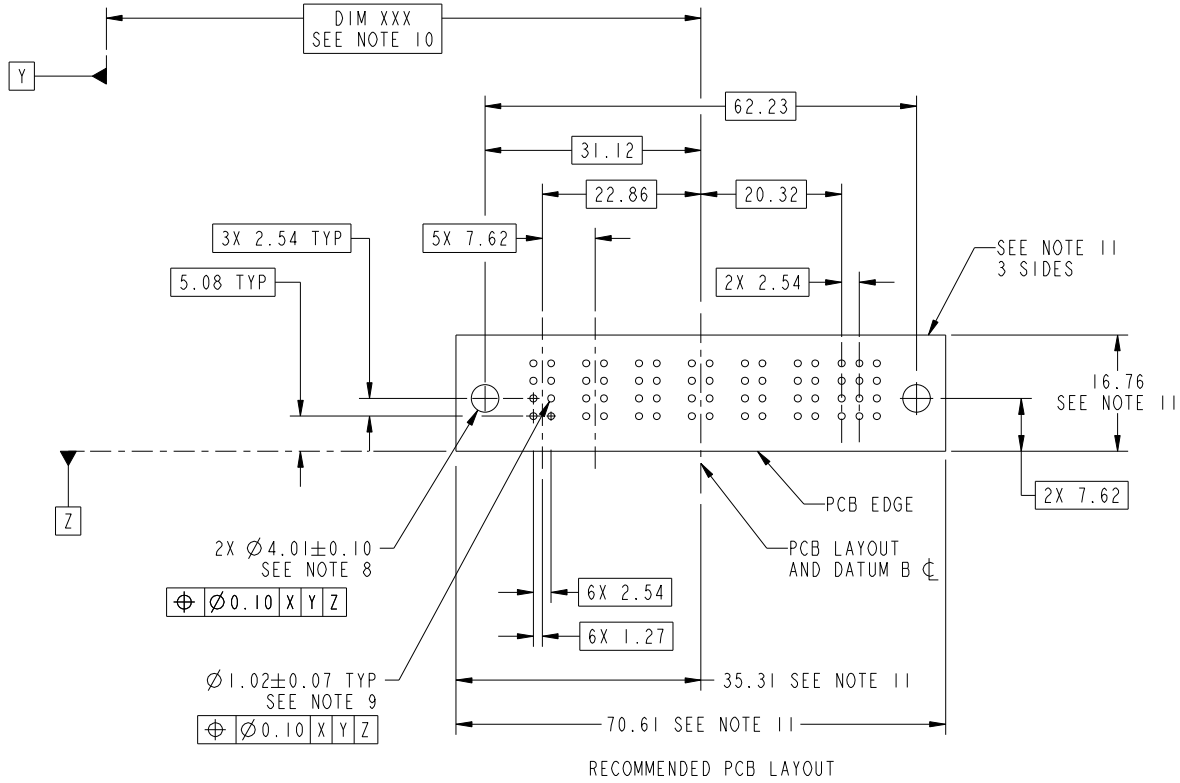 DIM XXX
SEE NOTE 10
Y
62.23
31.12
22.86
20.32
3X 2.54 TYP
5X 7.62
SEE NOTE 11
3 SIDES
5.08 TYP
2X 2.54
16.76
SEE NOTE 11
2X 7.62
PCB EDGE
Z
2X Ø4.01±0.10
SEE NOTE 8
PCB LAYOUT
AND DATUM B ℄
⌖ Ø0.10 X Y Z
6X 2.54
6X 1.27
Ø1.02±0.07 TYP
SEE NOTE 9
35.31 SEE NOTE 11
⌖ Ø0.10 X Y Z
70.61 SEE NOTE 11
RECOMMENDED PCB LAYOUT